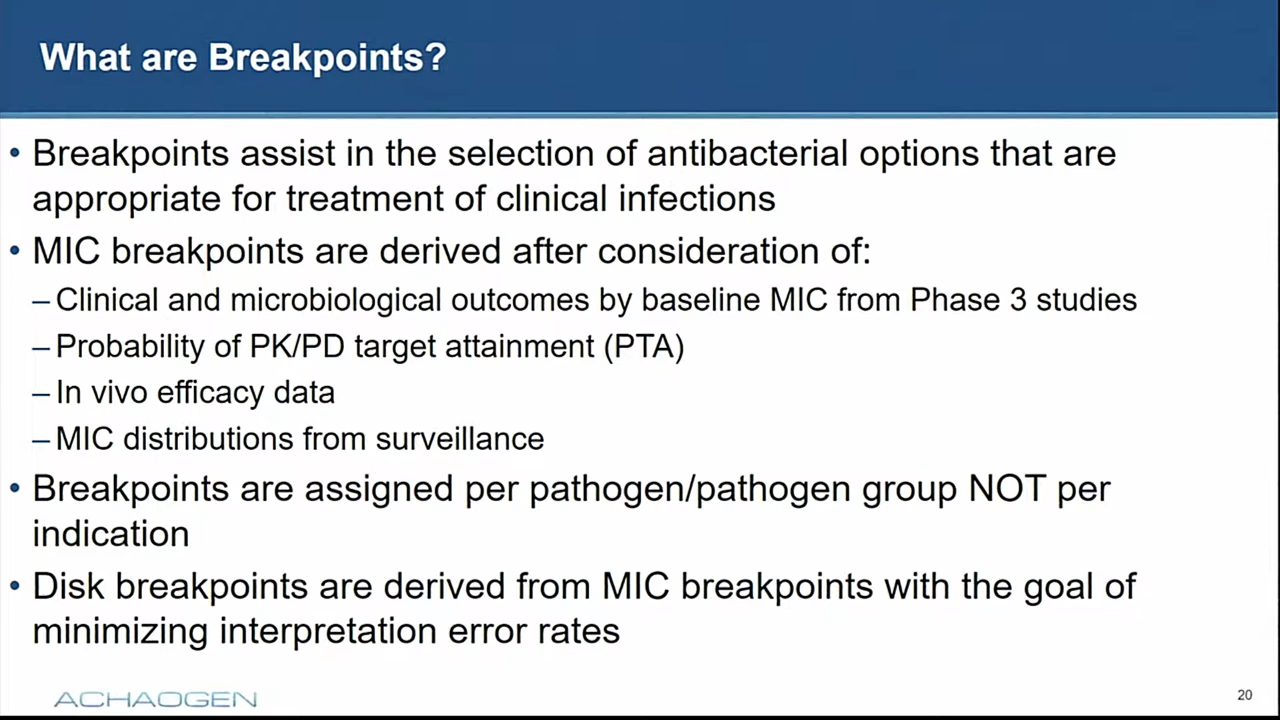 What are Breakpoints?
• Breakpoints assist in the selection of antibacterial options that are
appropriate for treatment of clinical infections
• MIC breakpoints are derived after consideration of:
– Clinical and microbiological outcomes by baseline MIC from Phase 3 studies
– Probability of PK/PD target attainment (PTA)
– In vivo efficacy data
– MIC distributions from surveillance
• Breakpoints are assigned per pathogen/pathogen group NOT per
indication
• Disk breakpoints are derived from MIC breakpoints with the goal of
minimizing interpretation error rates
ACHAOGEN
20